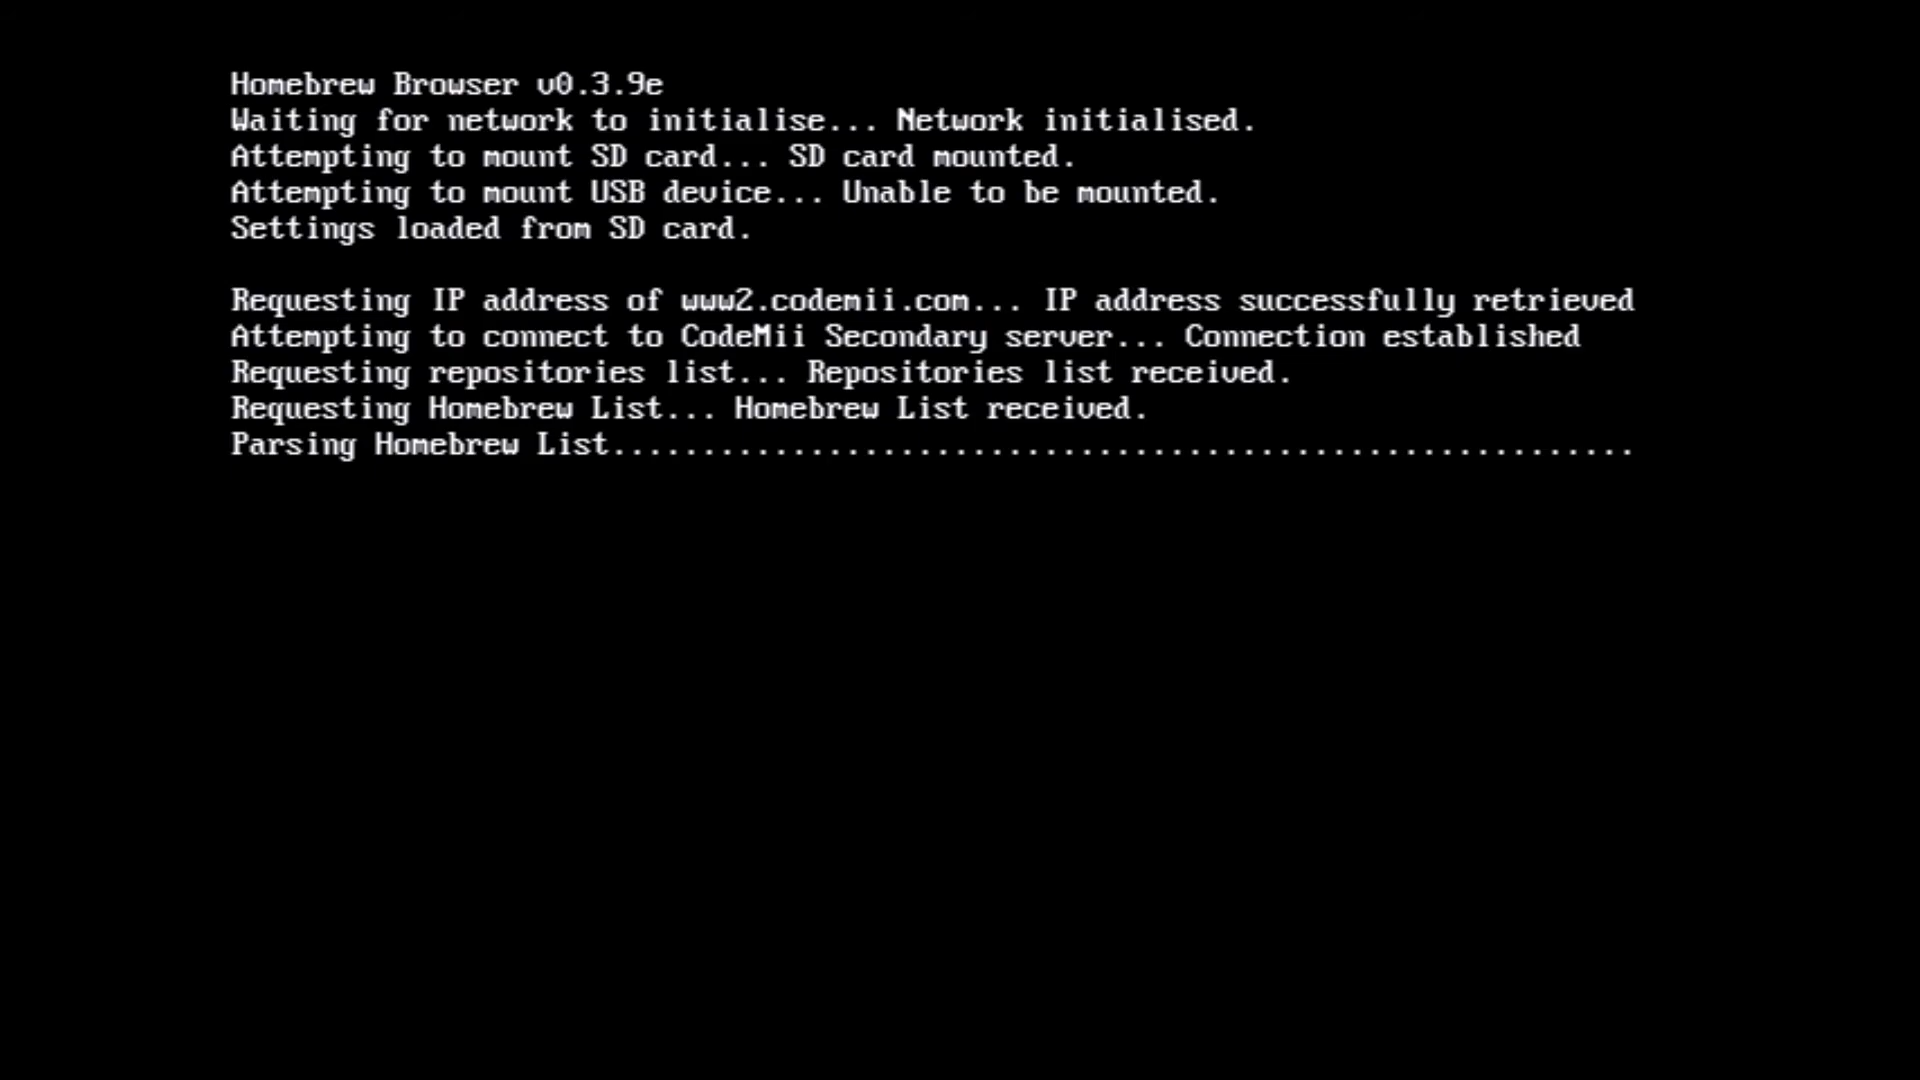 Homebrew Browser v0.3.9e
Waiting for network to initialise... Network initialised.
Attempting to mount SD card... SD card mounted.
Attempting to mount USB device... Unable to be mounted.
Settings loaded from SD card.
Requesting IP address of www2.codemii.com... IP address successfully retrieved
Attempting to connect to CodeMii Secondary server... Connection established
Requesting repositories list... Repositories list received.
Requesting Homebrew List... Homebrew List received.
Parsing Homebrew List.........................................................